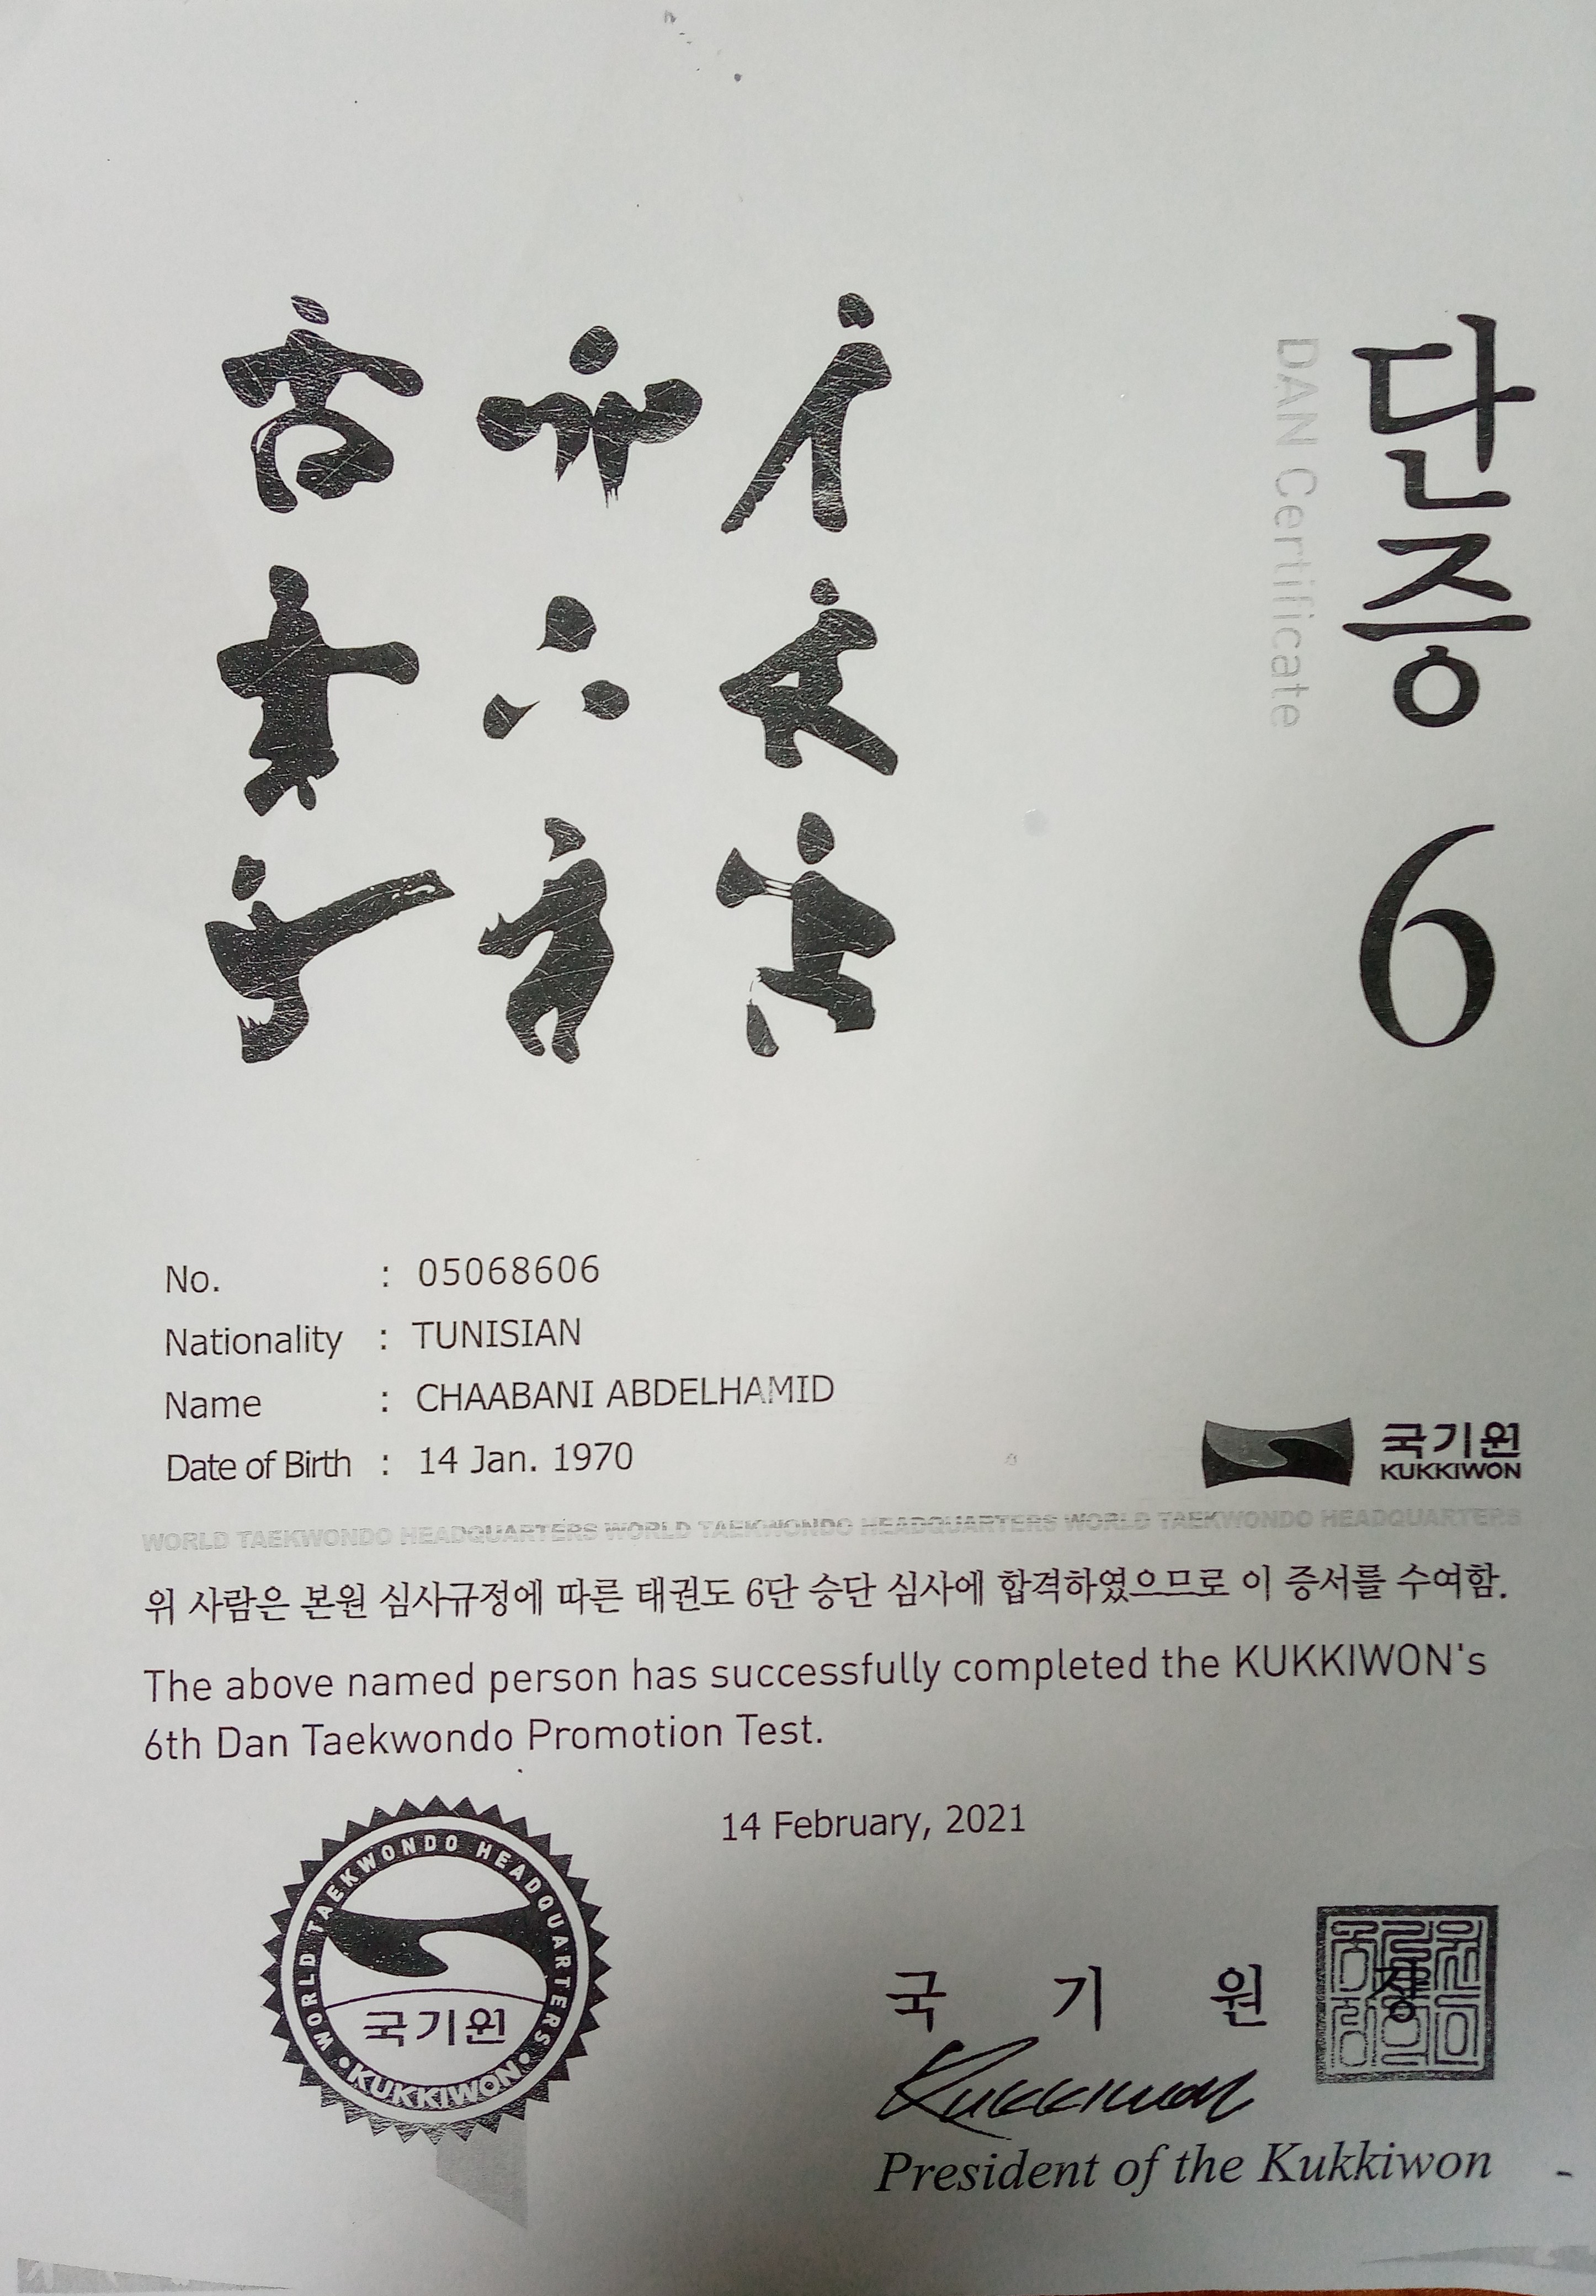 단증 6
DAN Certificate
No. : 05068606
Nationality : TUNISIAN
Name : CHAABANI ABDELHAMID
Date of Birth : 14 Jan. 1970
국기원
KUKKIWON
WORLD TAEKWONDO HEADQUARTERS WORLD TAEKWONDO HEADQUARTERS WORLD TAEKWONDO HEADQUARTERS
위 사람은 본원 심사규정에 따른 태권도 6단 승단 심사에 합격하였으므로 이 증서를 수여함.
The above named person has successfully completed the KUKKIWON's
6th Dan Taekwondo Promotion Test.
14 February, 2021
WORLD TAEKWONDO HEADQUARTERS
국기원
• KUKKIWON •
국 기 원 장
Kukkiwon
President of the Kukkiwon